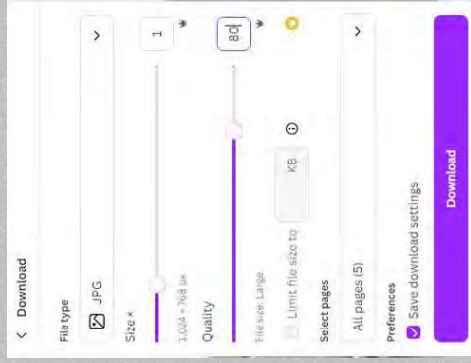 Download
File type
JPG
Size ×
1
1,024 × 768 px
Quality
80
File size: Large
Limit file size to
KB
Select pages
All pages (5)
Preferences
Save download settings
Download